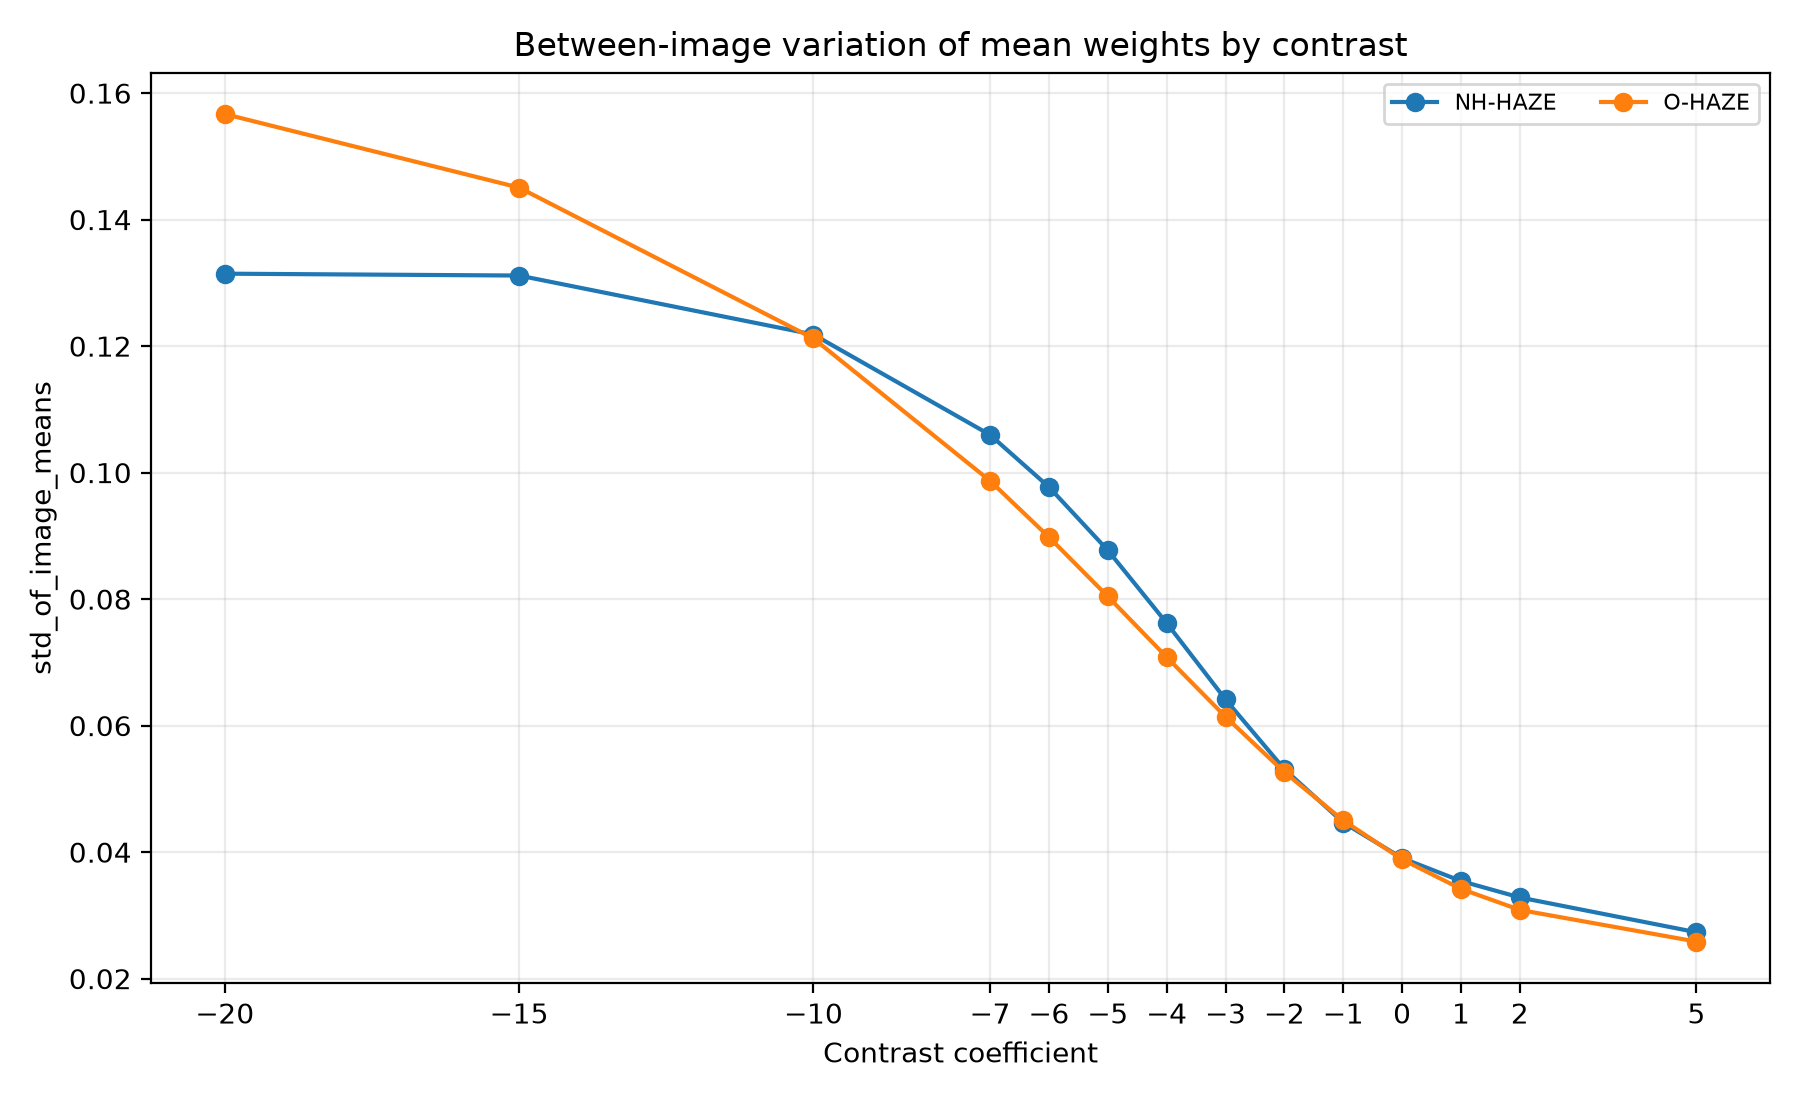 Between-image variation of mean weights by contrast
NH-HAZE O-HAZE
0.16
0.14
0.12
0.10
0.08
0.06
0.04
0.02
std_of_image_means
−20 −15 −10 −7 −6 −5 −4 −3 −2 −1 0 1 2 5
Contrast coefficient